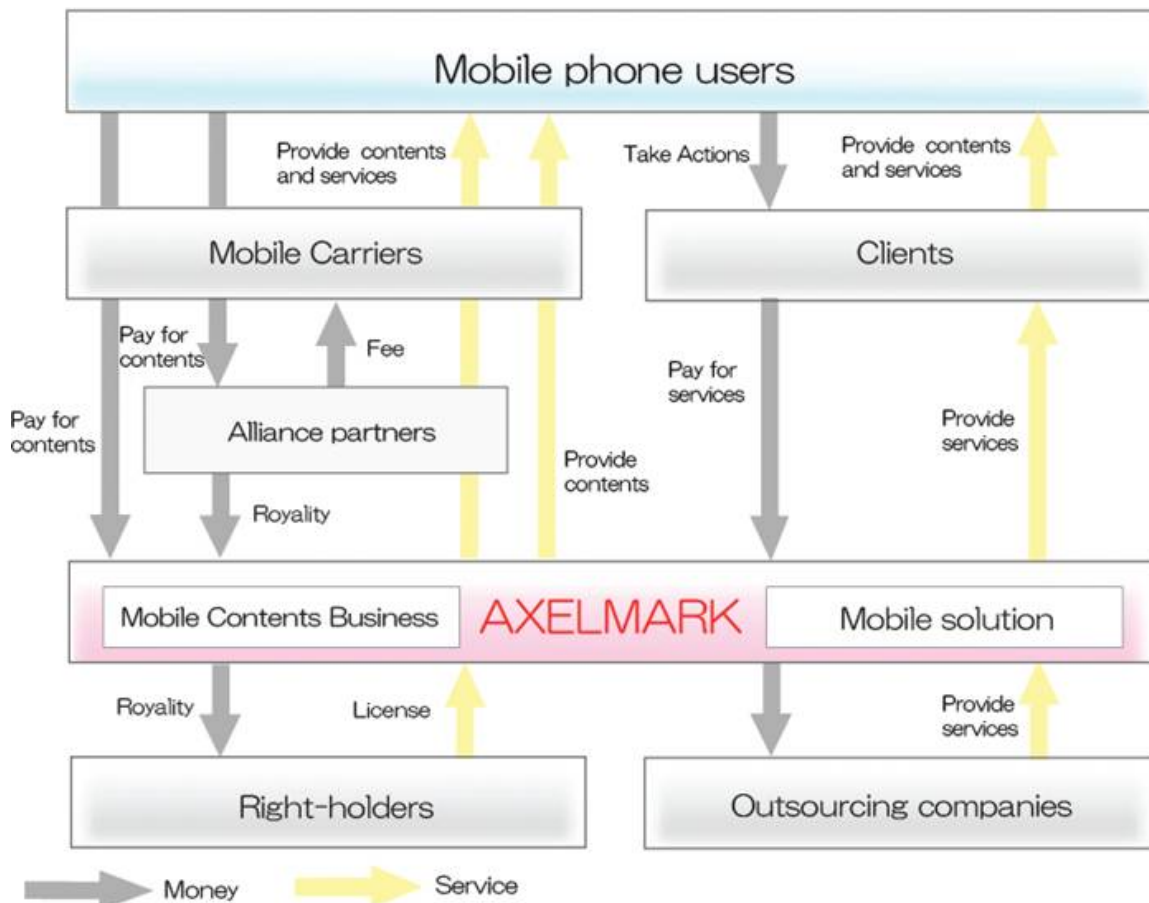 Mobile phone users
Provide contents
and services
Take Actions
Provide contents
and services
Mobile Carriers
Clients
Pay for
contents
Fee
Pay for
services
Alliance partners
Pay for
contents
Provide
contents
Provide
services
Royality
Mobile Contents Business
AXELMARK
Mobile solution
Royality
License
Provide
services
Right-holders
Outsourcing companies
Money
Service